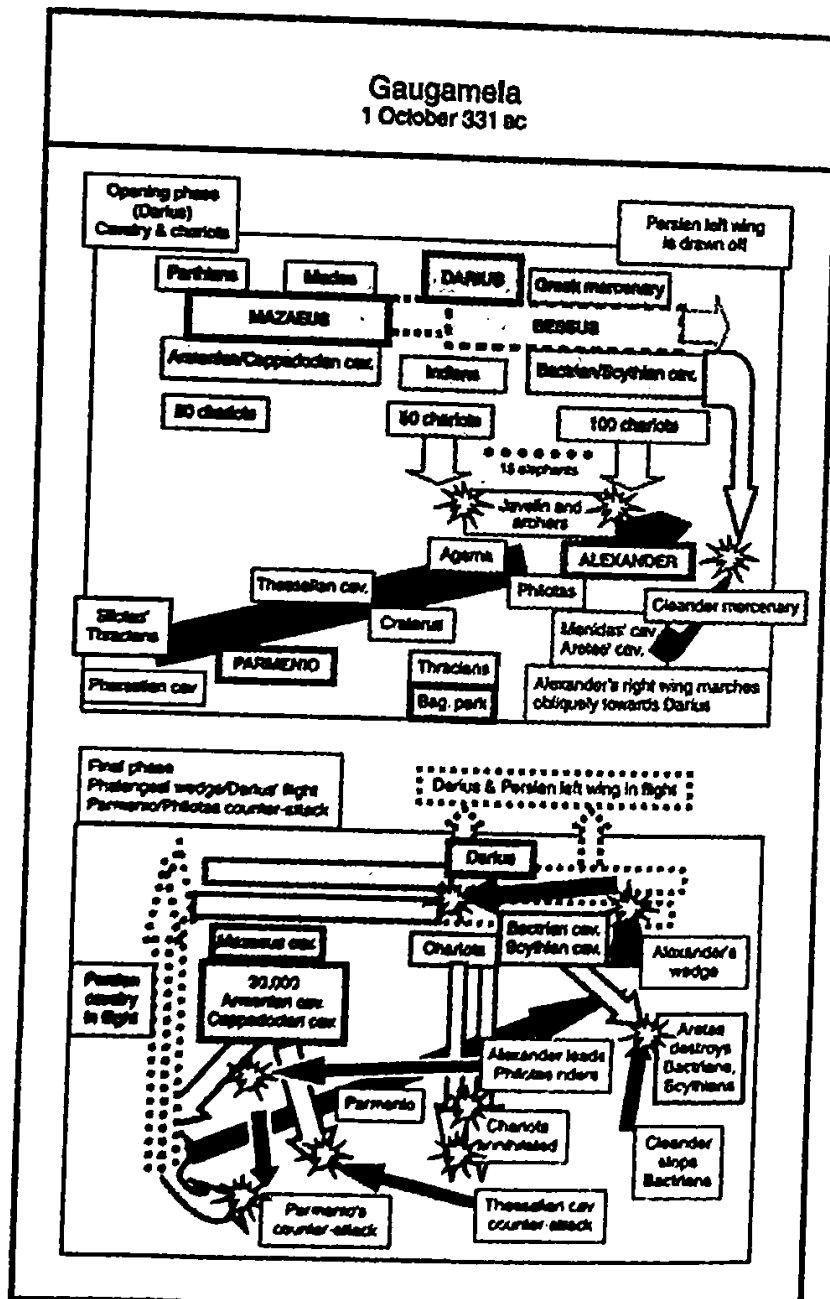 Gaugamela
1 October 331 BC
Opening phase
(Darius)
Cavalry & chariots
Persian left wing
is drawn off
Parthians
Medes
DARIUS
Greek mercenary
MAZAEUS
BESSUS
Armenian/Cappadocian cav.
Indians
Bactrian/Scythian cav.
50 chariots
50 chariots
100 chariots
15 elephants
Javelin and
archers
Agema
ALEXANDER
Thessalian cav.
Philotas
Cleander mercenary
Sitalces'
Thracians
Craterus
Menidas' cav.
Aretas' cav.
PARMENIO
Thracians
Pharsalian cav.
Bag. park
Alexander's right wing marches
obliquely towards Darius
Final phase
Phalangeal wedge/Darius' flight
Parmenio/Philotas counter-attack
Darius & Persian left wing in flight
Darius
Mazaeus cav.
Chariots
Bactrian cav.
Scythian cav.
Alexander's
wedge
Persian
cavalry
in flight
Armenian cav.
Cappadocian cav.
Alexander leads
Philotas riders
Aretas
destroys
Bactrians,
Scythians
Parmenio
Chariots
annihilated
Cleander
stops
Bactrians
Parmenio's
counter-attack
Thessalian cav
counter-attack